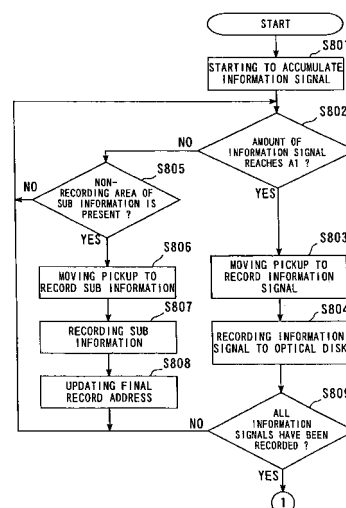 START
S801
STARTING TO ACCUMULATE
INFORMATION SIGNAL
S802
AMOUNT OF
INFORMATION SIGNAL
REACHES A1 ?
NO
YES
S805
NON-
RECORDING AREA OF
SUB INFORMATION IS
PRESENT ?
NO
YES
S806
MOVING PICKUP TO
RECORD SUB INFORMATION
S807
RECORDING SUB
INFORMATION
S808
UPDATING FINAL
RECORD ADDRESS
S803
MOVING PICKUP TO
RECORD INFORMATION
SIGNAL
S804
RECORDING INFORMATION
SIGNAL TO OPTICAL DISK
S809
ALL
INFORMATION
SIGNALS HAVE BEEN
RECORDED ?
NO
YES
1